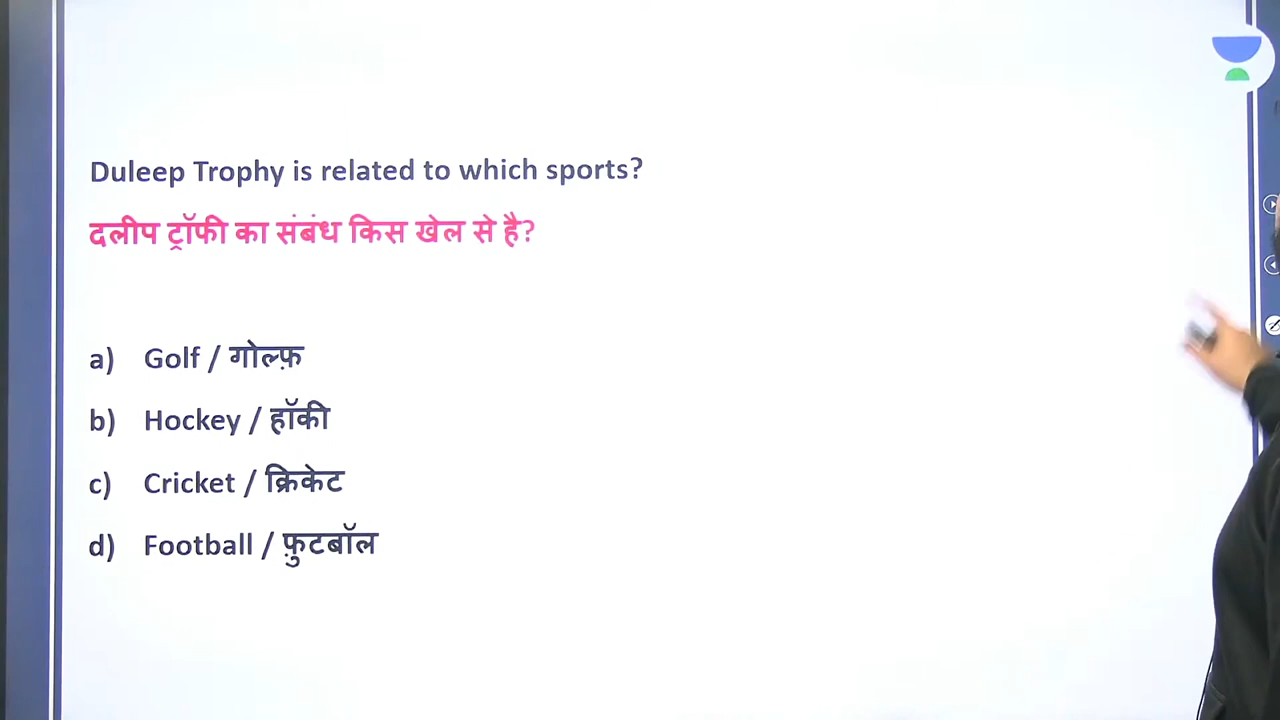 Duleep Trophy is related to which sports?
दलीप ट्रॉफी का संबंध किस खेल से है?
a) Golf / गोल्फ़
b) Hockey / हॉकी
c) Cricket / क्रिकेट
d) Football / फ़ुटबॉल